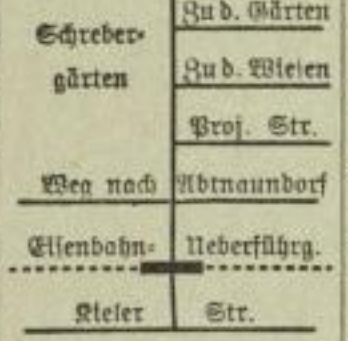 Zu d. Gärten
Schreber-
gärten
Zu d. Wiesen
Proj. Str.
Weg nach Abtnaundorf
Eisenbahn- Ueberführg.
Kieler Str.